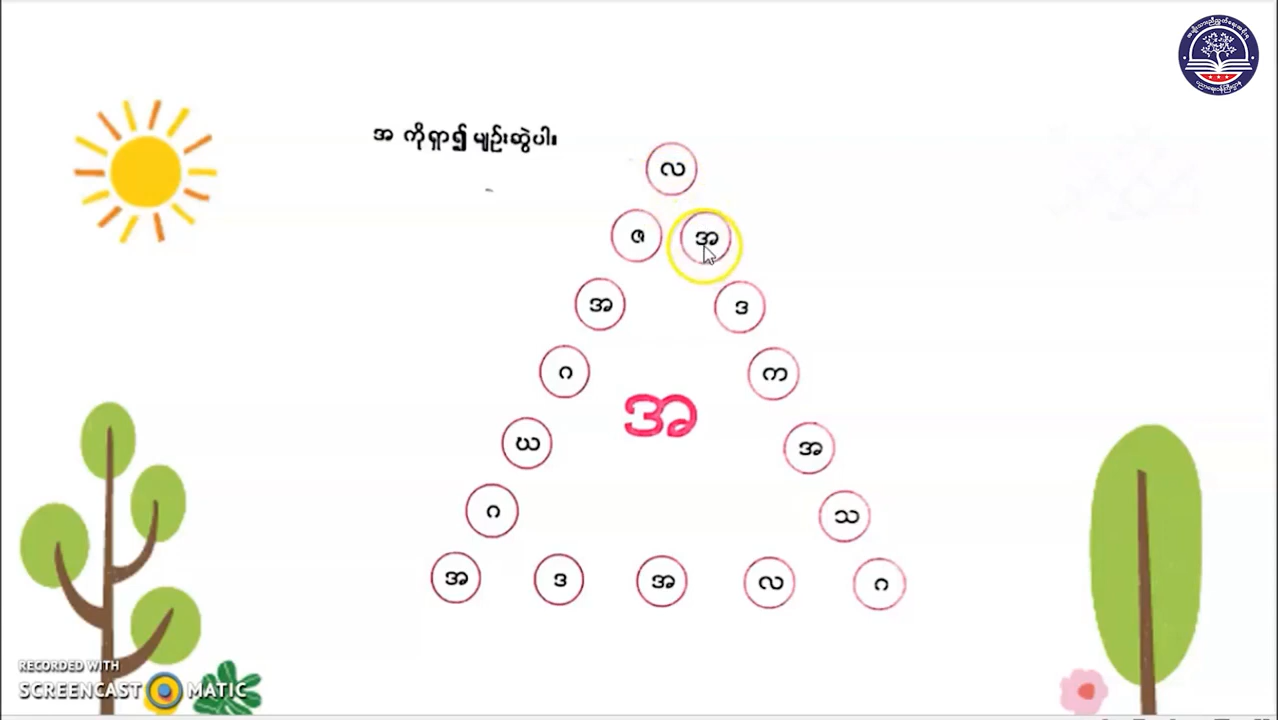 အ ကိုရှာ၍ မျဉ်းဆွဲပါ။
လ
ဇ အ
အ ဒ
ဂ က
အ
ဃ အ
ဂ သ
အ ဒ အ လ ဂ
RECORDED WITH
SCREENCAST MATIC